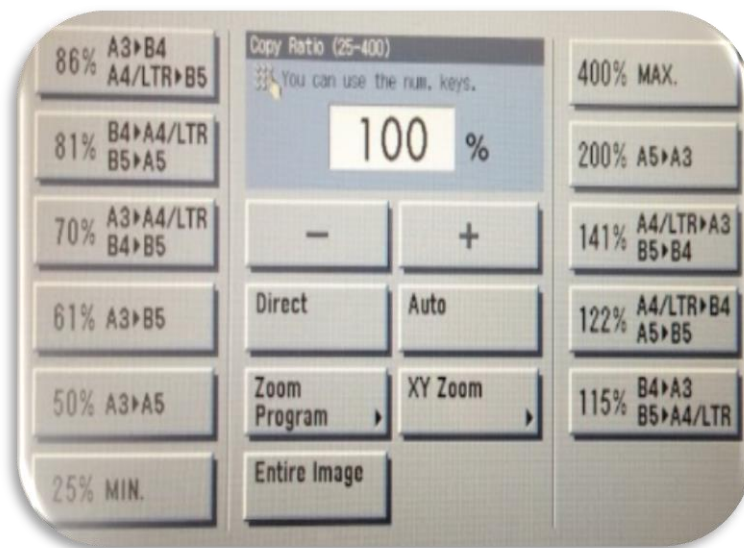 86% A3▸B4
A4/LTR▸B5
81% B4▸A4/LTR
B5▸A5
70% A3▸A4/LTR
B4▸B5
61% A3▸B5
50% A3▸A5
25% MIN.
Copy Ratio (25-400)
You can use the num. keys.
100 %
− +
Direct
Auto
Zoom
Program ▸
XY Zoom
▸
Entire Image
400% MAX.
200% A5▸A3
141% A4/LTR▸A3
B5▸B4
122% A4/LTR▸B4
A5▸B5
115% B4▸A3
B5▸A4/LTR